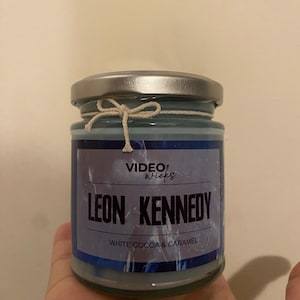 VIDEO!
Wicks
LEON KENNEDY
WHITE COCOA & CARAMEL